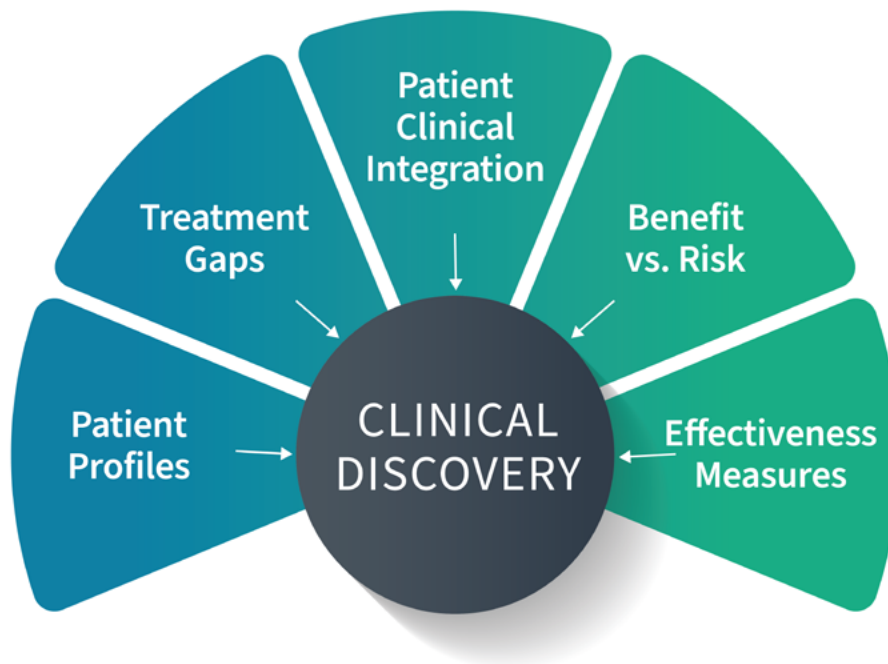 Patient
Clinical
Integration
Treatment
Gaps
Benefit
vs. Risk
Patient
Profiles
CLINICAL
DISCOVERY
Effectiveness
Measures